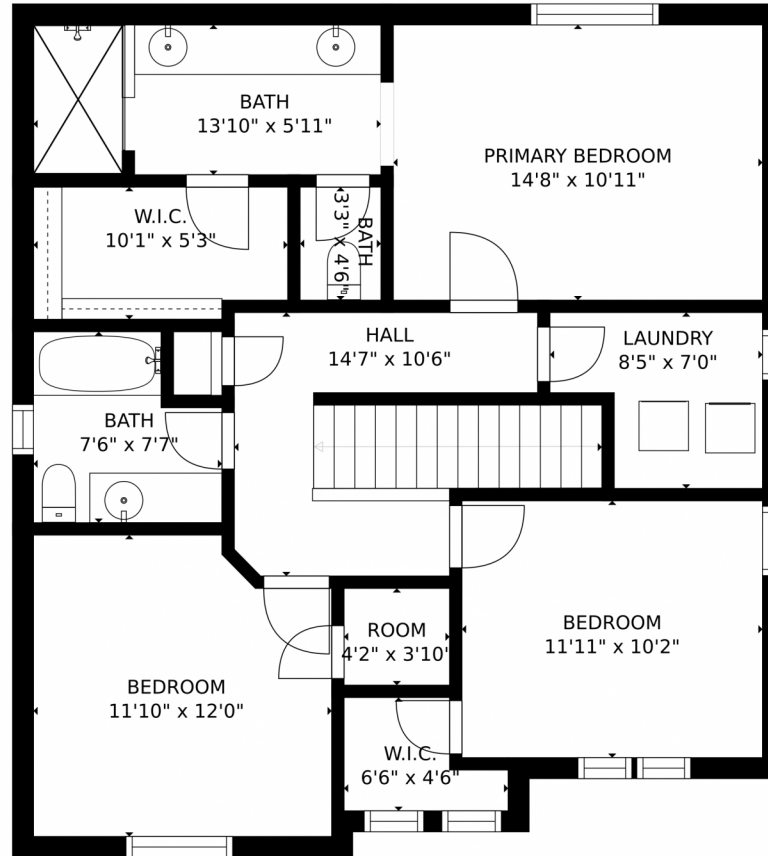 BATH
13'10" x 5'11"
PRIMARY BEDROOM
14'8" x 10'11"
W.I.C.
10'1" x 5'3"
BATH
3'3" x 4'6"
HALL
14'7" x 10'6"
LAUNDRY
8'5" x 7'0"
BATH
7'6" x 7'7"
ROOM
4'2" x 3'10"
BEDROOM
11'11" x 10'2"
BEDROOM
11'10" x 12'0"
W.I.C.
6'6" x 4'6"